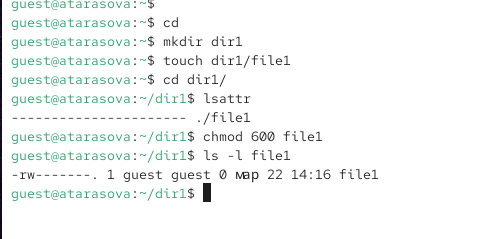 guest@atarasova:~$
guest@atarasova:~$ cd
guest@atarasova:~$ mkdir dir1
guest@atarasova:~$ touch dir1/file1
guest@atarasova:~$ cd dir1/
guest@atarasova:~/dir1$ lsattr
---------------------- ./file1
guest@atarasova:~/dir1$ chmod 600 file1
guest@atarasova:~/dir1$ ls -l file1
-rw-------. 1 guest guest 0 мар 22 14:16 file1
guest@atarasova:~/dir1$